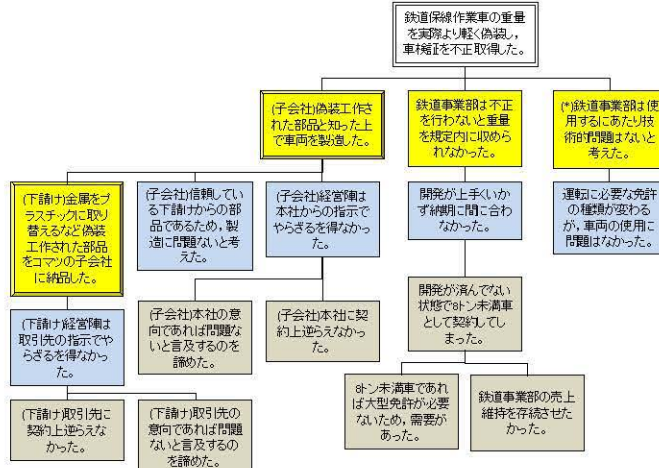 鉄道保線作業車の重量
を実際より軽く偽装し，
車検証を不正取得した。
(子会社)偽装工作さ
れた部品と知った上
で車両を製造した。
鉄道事業部は不正
を行わないと重量
を規定内に収めら
れなかった。
(*)鉄道事業部は使
用するにあたり技
術的問題はないと
考えた。
(下請け)金属をプ
ラスチックに取り
替えるなど偽装
工作された部品
をコマツの子会社
に納品した。
(子会社)信頼してい
る下請けからの部
品であるため，製
造に問題ないと考
えた。
(子会社)経営陣は
本社からの指示で
やらざるを得なかっ
た。
開発が上手くいか
ず納期に間に合わ
なかった。
運転に必要な免許
の種類が変わる
が，車両の使用に
問題はなかった。
(下請け)経営陣は
取引先の指示でや
らざるを得なかっ
た。
(子会社)本社の意
向であれば問題な
いと言及するのを
諦めた。
(子会社)本社に契
約上逆らえなかっ
た。
開発が済んでない
状態で8トン未満車
として契約してし
まった。
(下請け)取引先に
契約上逆らえな
かった。
(下請け)取引先の
意向であれば問題
ないと言及するの
を諦めた。
8トン未満車であれ
ば大型免許が必要
ないため，需要が
あった。
鉄道事業部の売上
維持を存続させた
かった。